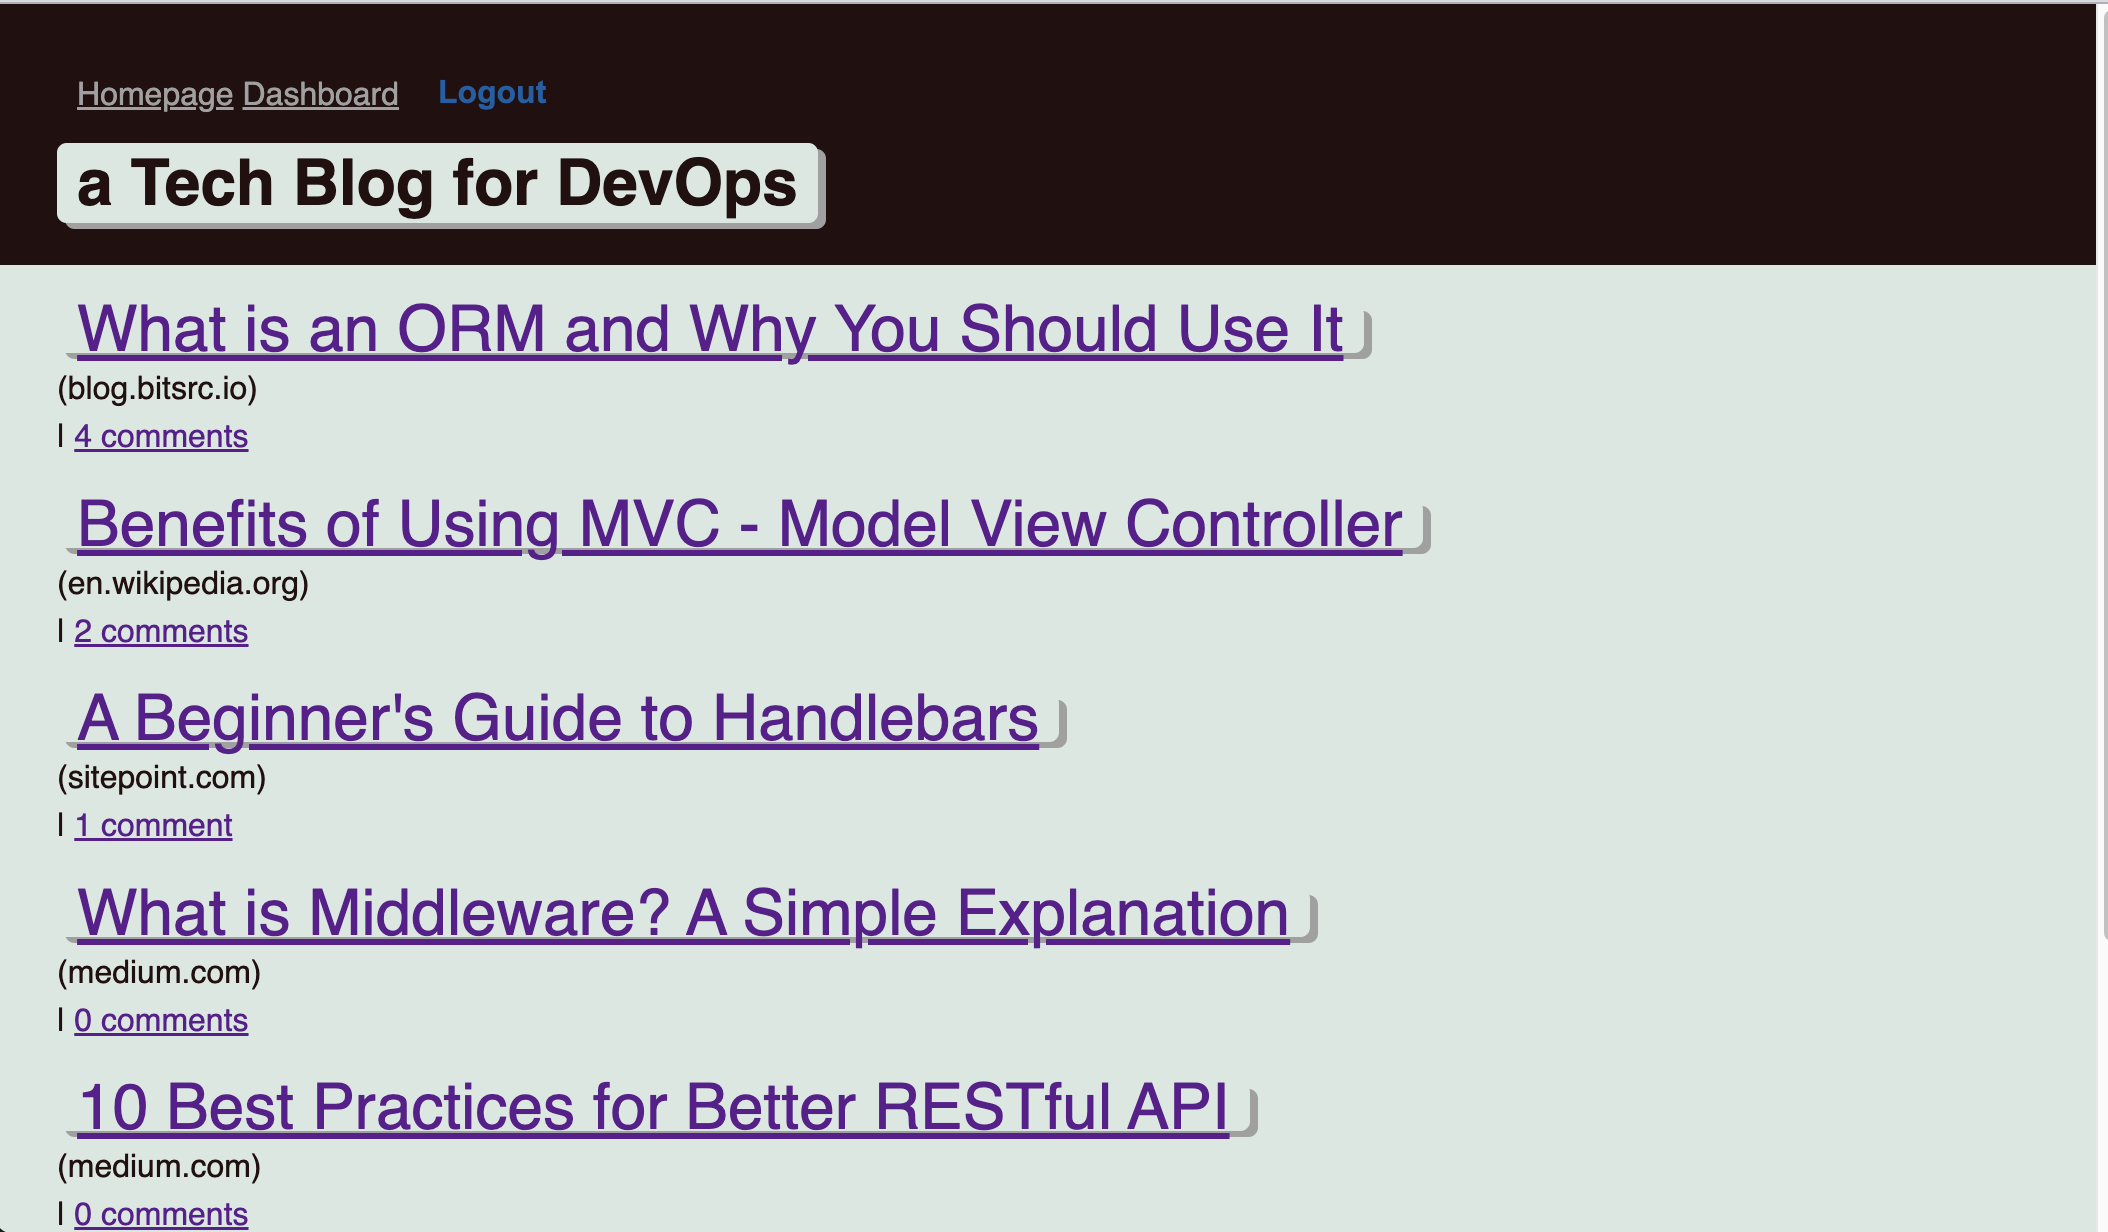 Homepage Dashboard Logout
a Tech Blog for DevOps
What is an ORM and Why You Should Use It
(blog.bitsrc.io)
| 4 comments
Benefits of Using MVC - Model View Controller
(en.wikipedia.org)
| 2 comments
A Beginner's Guide to Handlebars
(sitepoint.com)
| 1 comment
What is Middleware? A Simple Explanation
(medium.com)
| 0 comments
10 Best Practices for Better RESTful API
(medium.com)
| 0 comments